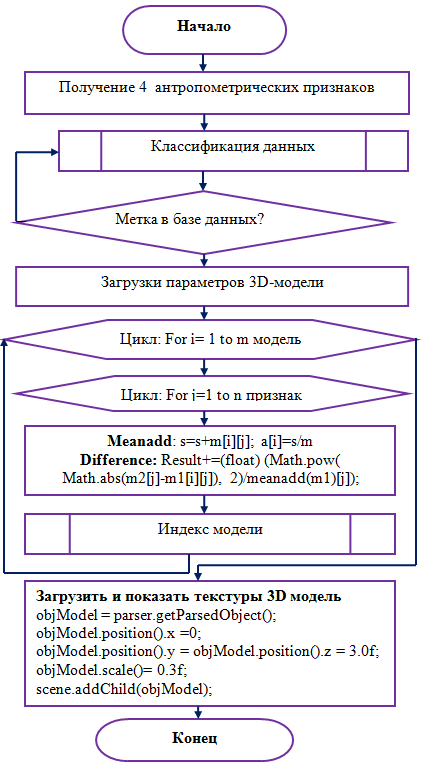 Начало
Получение 4 антропометрических признаков
Классификация данных
Метка в базе данных?
Загрузки параметров 3D-модели
Цикл: For i= 1 to m модель
Цикл: For j=1 to n признак
Meanadd: s=s+m[i][j]; a[i]=s/m
Difference: Result+=(float) (Math.pow(
Math.abs(m2[j]-m1[i][j]), 2)/meanadd(m1)[j]);
Индекс модели
Загрузить и показать текстуры 3D модель
objModel = parser.getParsedObject();
objModel.position().x =0;
objModel.position().y = objModel.position().z = 3.0f;
objModel.scale()= 0.3f;
scene.addChild(objModel);
Конец